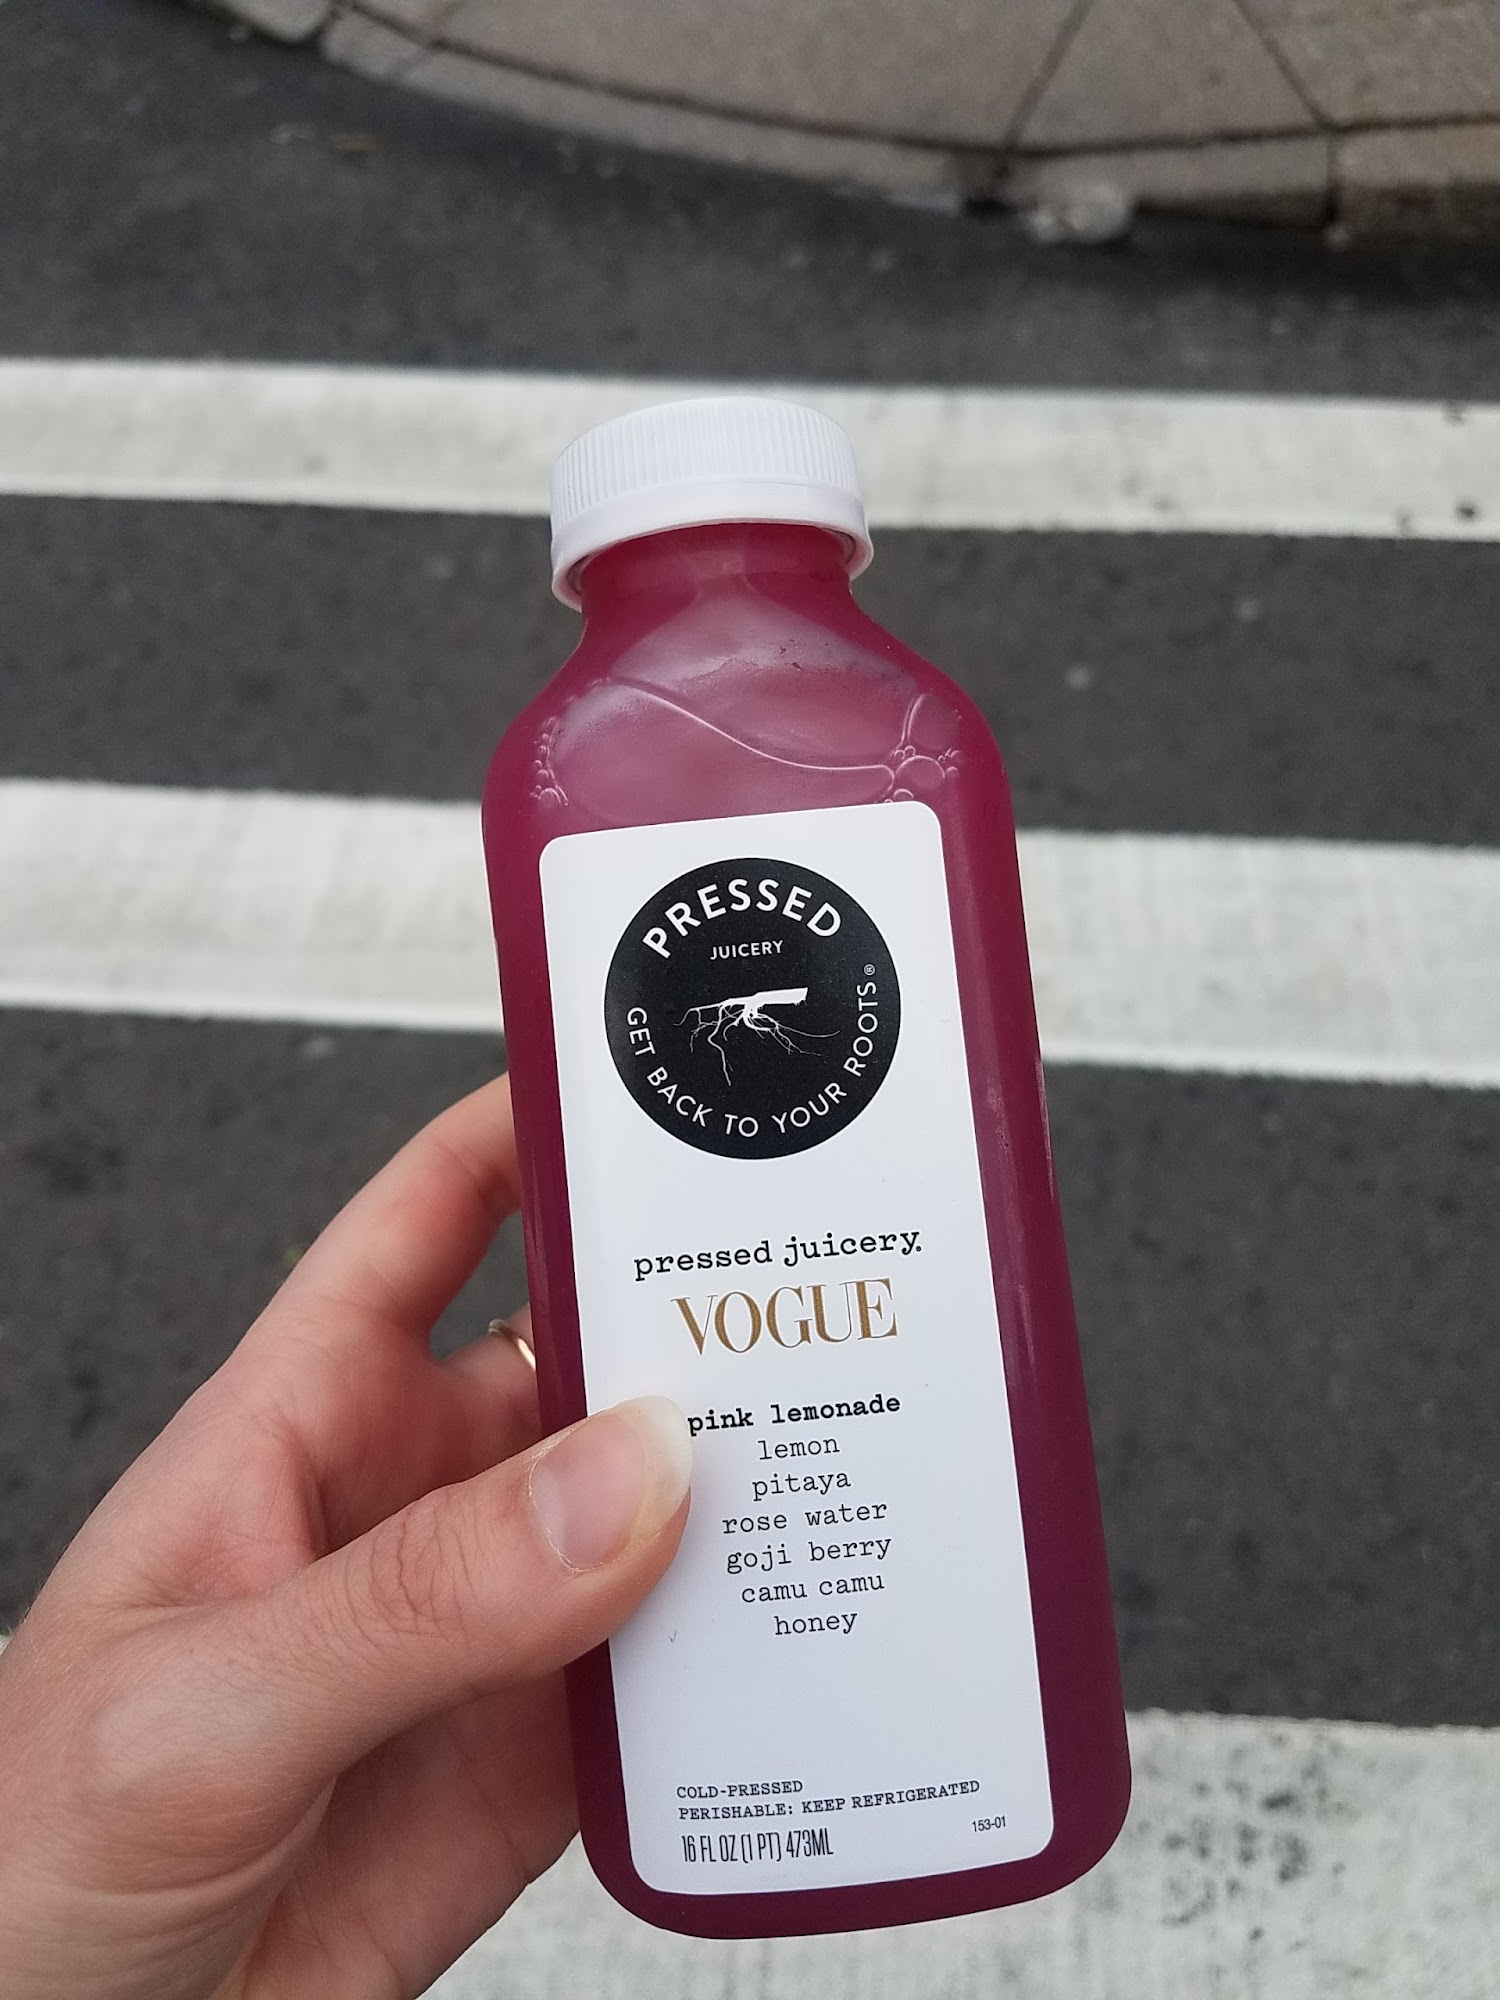 PRESSED
JUICERY
GET BACK TO YOUR ROOTS®
pressed juicery.
VOGUE
pink lemonade
lemon
pitaya
rose water
goji berry
camu camu
honey
COLD-PRESSED
PERISHABLE: KEEP REFRIGERATED
16 FL OZ (1 PT) 473ML
153-01